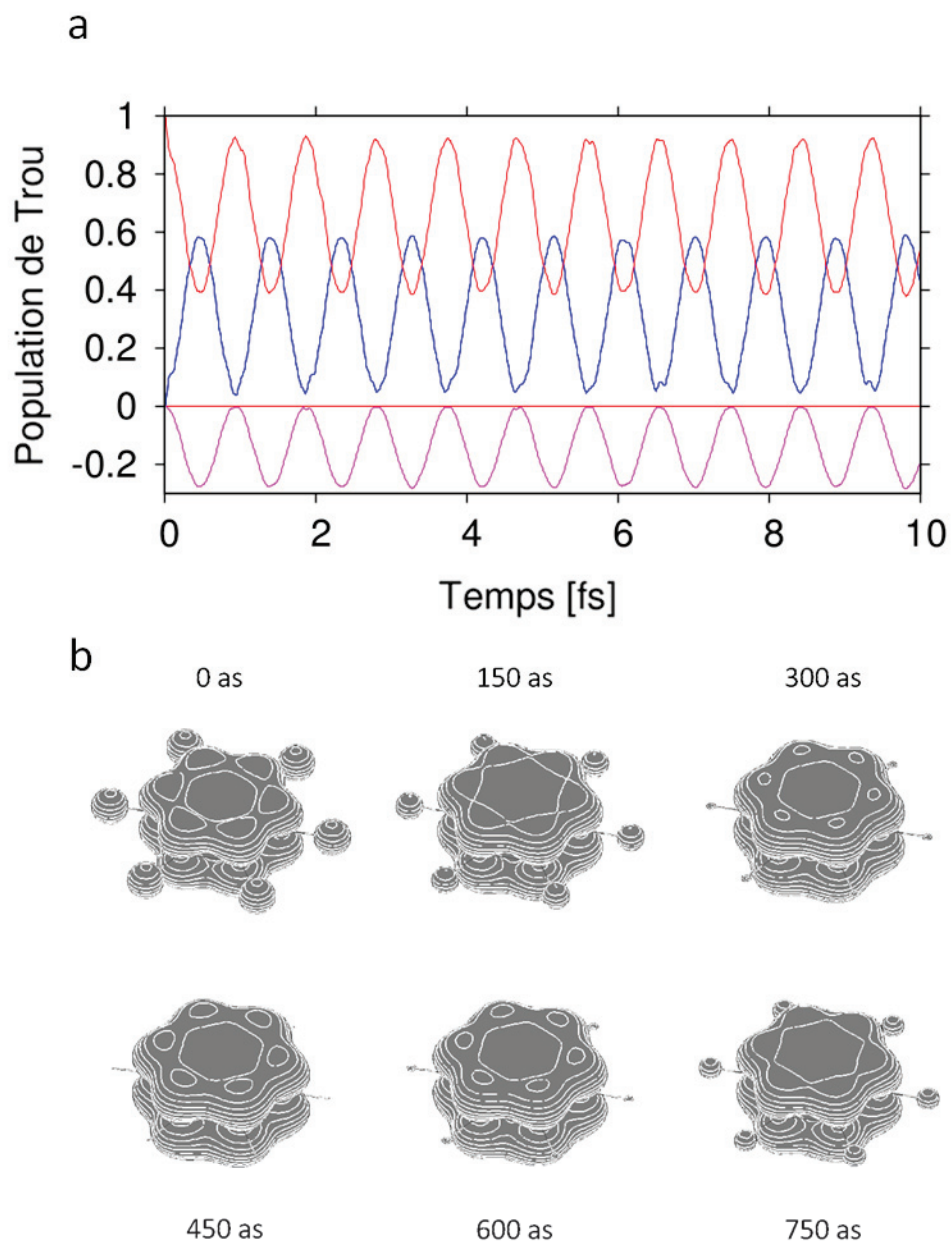 a
Population de Trou
1
0.8
0.6
0.4
0.2
0
-0.2
0 2 4 6 8 10
Temps [fs]
b
0 as 150 as 300 as
450 as 600 as 750 as